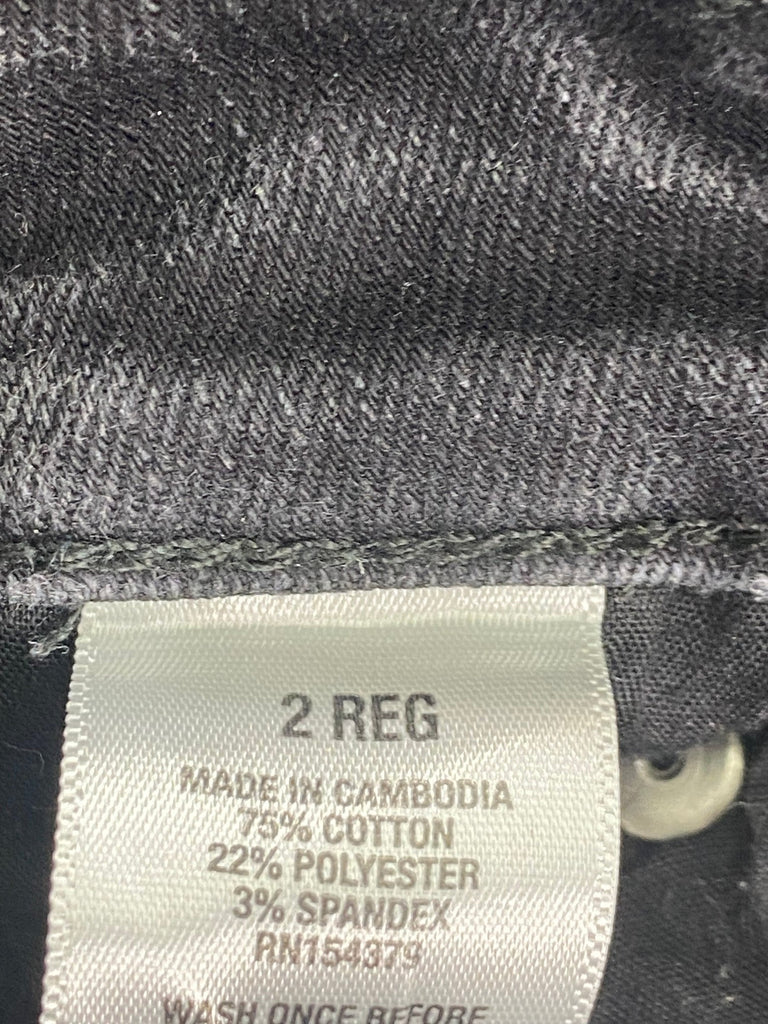 2 REG
MADE IN CAMBODIA
75% COTTON
22% POLYESTER
3% SPANDEX
RN154379
WASH ONCE BEFORE